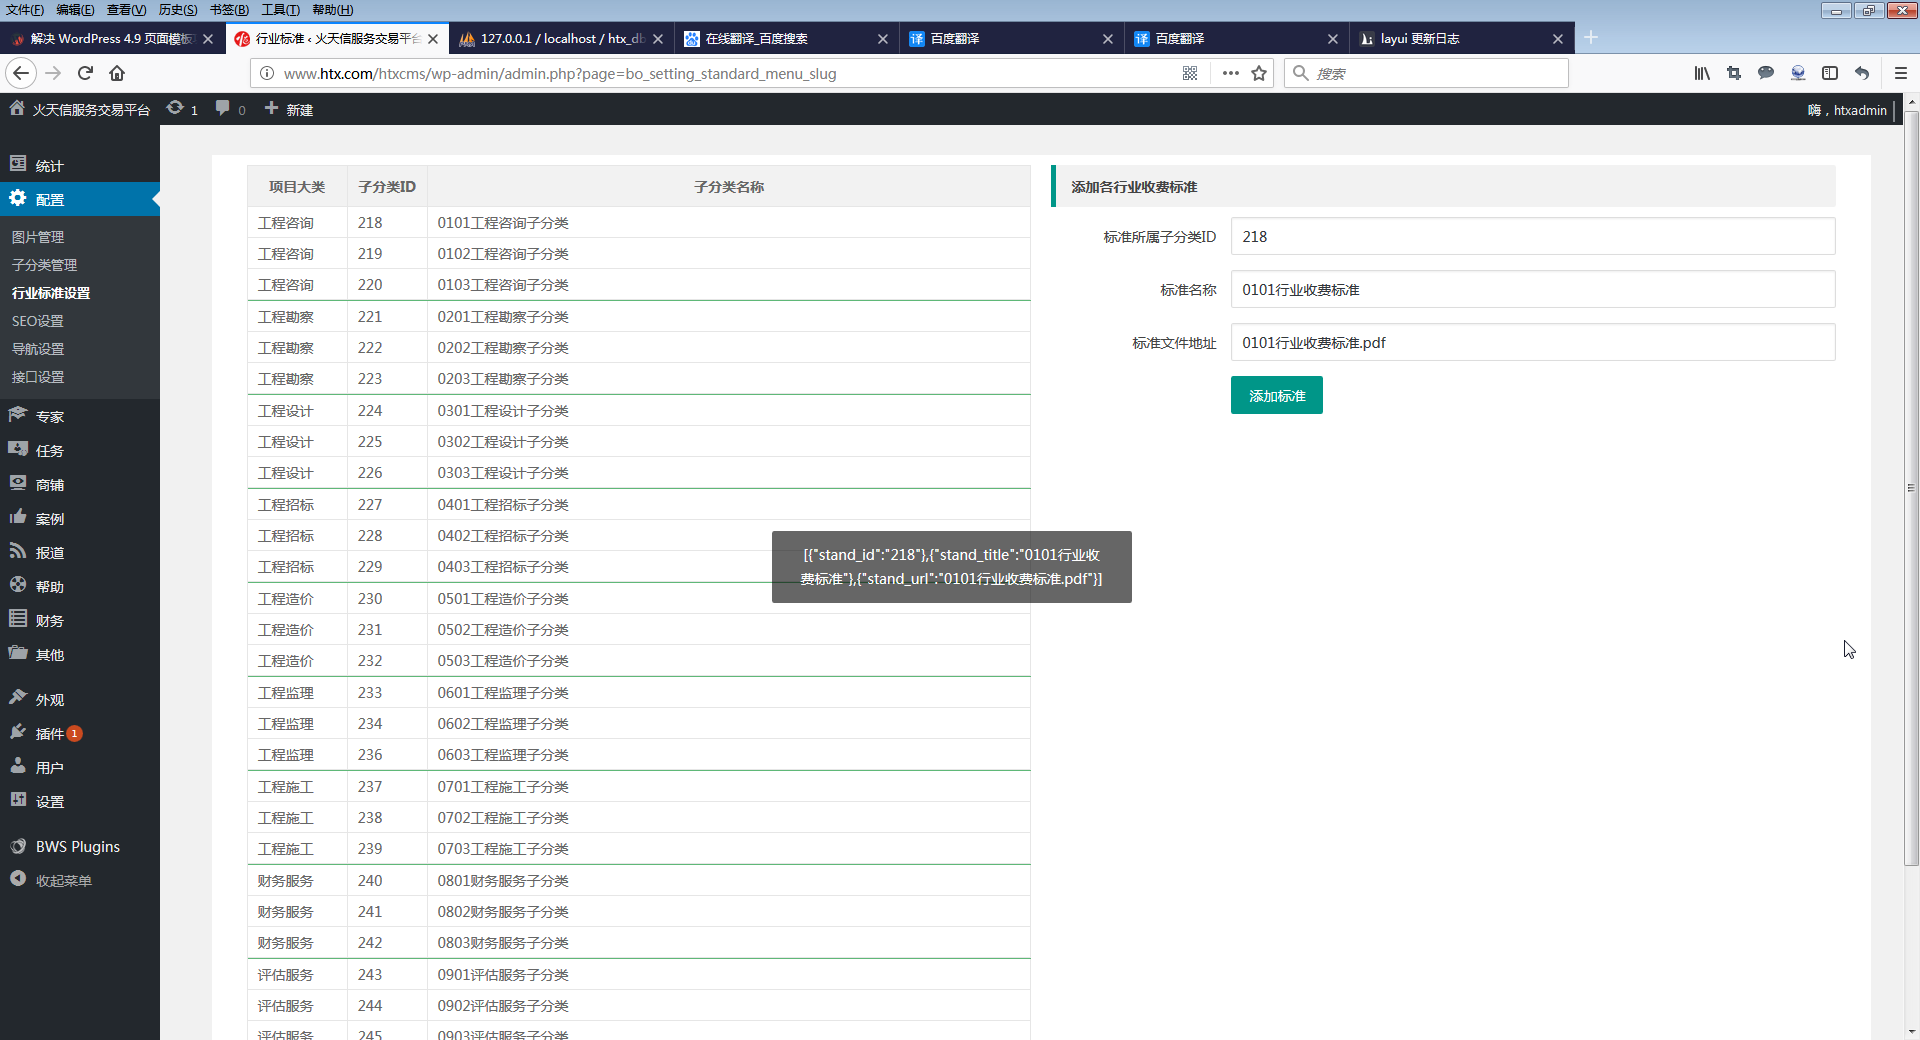 文件(F) 编辑(E) 查看(V) 历史(S) 书签(B) 工具(T) 帮助(H)
解决 WordPress 4.9 页面模板
行业标准 ‹ 火天信服务交易平台
127.0.0.1 / localhost / htx_db
在线翻译_百度搜索
百度翻译
百度翻译
layui 更新日志
www.htx.com/htxcms/wp-admin/admin.php?page=bo_setting_standard_menu_slug
搜索
火天信服务交易平台 1 0 新建
嗨，htxadmin
统计
配置
图片管理
子分类管理
行业标准设置
SEO设置
导航设置
接口设置
专家
任务
商铺
案例
报道
帮助
财务
其他
外观
插件 1
用户
设置
BWS Plugins
收起菜单
项目大类 子分类ID 子分类名称
工程咨询 218 0101工程咨询子分类
工程咨询 219 0102工程咨询子分类
工程咨询 220 0103工程咨询子分类
工程勘察 221 0201工程勘察子分类
工程勘察 222 0202工程勘察子分类
工程勘察 223 0203工程勘察子分类
工程设计 224 0301工程设计子分类
工程设计 225 0302工程设计子分类
工程设计 226 0303工程设计子分类
工程招标 227 0401工程招标子分类
工程招标 228 0402工程招标子分类
工程招标 229 0403工程招标子分类
工程造价 230 0501工程造价子分类
工程造价 231 0502工程造价子分类
工程造价 232 0503工程造价子分类
工程监理 233 0601工程监理子分类
工程监理 234 0602工程监理子分类
工程监理 236 0603工程监理子分类
工程施工 237 0701工程施工子分类
工程施工 238 0702工程施工子分类
工程施工 239 0703工程施工子分类
财务服务 240 0801财务服务子分类
财务服务 241 0802财务服务子分类
财务服务 242 0803财务服务子分类
评估服务 243 0901评估服务子分类
评估服务 244 0902评估服务子分类
评估服务 245 0903评估服务子分类
添加各行业收费标准
标准所属子分类ID 218
标准名称 0101行业收费标准
标准文件地址 0101行业收费标准.pdf
添加标准
[{"stand_id":"218"},{"stand_title":"0101行业收
费标准"},{"stand_url":"0101行业收费标准.pdf"}]